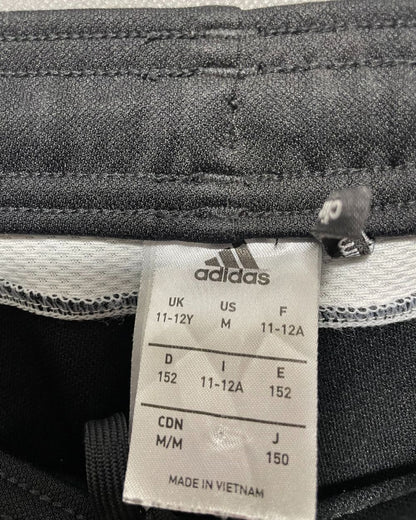 adidas
UK US F
11-12Y M 11-12A
D I E
152 11-12A 152
CDN J
M/M 150
MADE IN VIETNAM